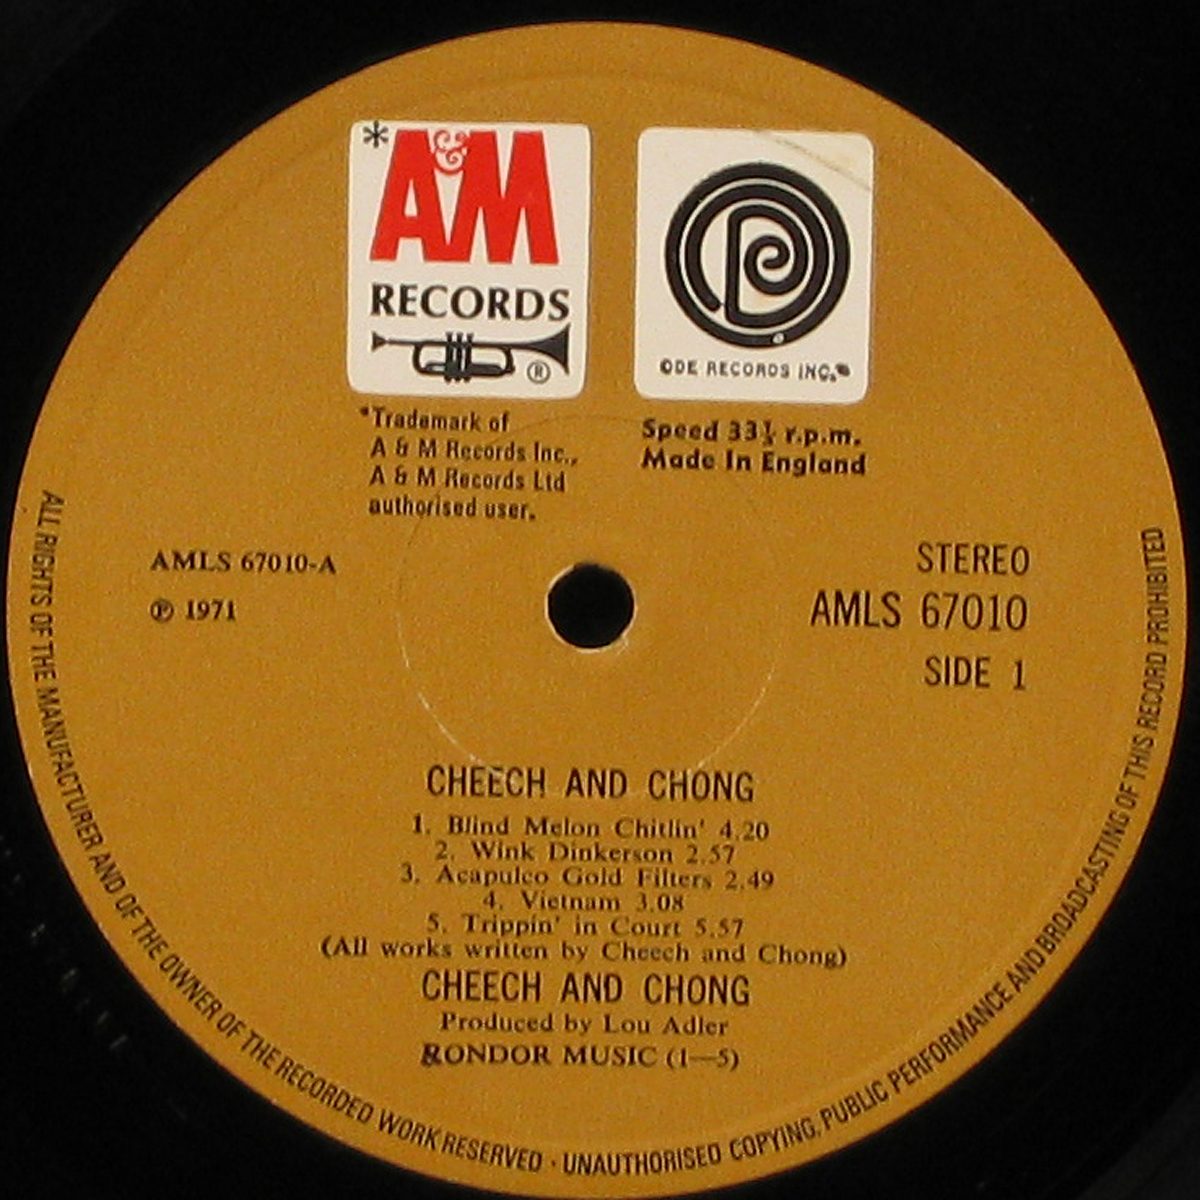 *A&M
RECORDS
®
ODE RECORDS INC.®
*Trademark of
A & M Records Inc.,
A & M Records Ltd
authorised user.
Speed 33⅓ r.p.m.
Made In England
AMLS 67010-A
℗ 1971
STEREO
AMLS 67010
SIDE 1
CHEECH AND CHONG
1. Blind Melon Chitlin' 4.20
2. Wink Dinkerson 2.57
3. Acapulco Gold Filters 2.49
4. Vietnam 3.08
5. Trippin' in Court 5.57
(All works written by Cheech and Chong)
CHEECH AND CHONG
Produced by Lou Adler
RONDOR MUSIC (1—5)
ALL RIGHTS OF THE MANUFACTURER AND OF THE OWNER OF THE RECORDED WORK RESERVED · UNAUTHORISED COPYING, PUBLIC PERFORMANCE AND BROADCASTING OF THIS RECORD PROHIBITED